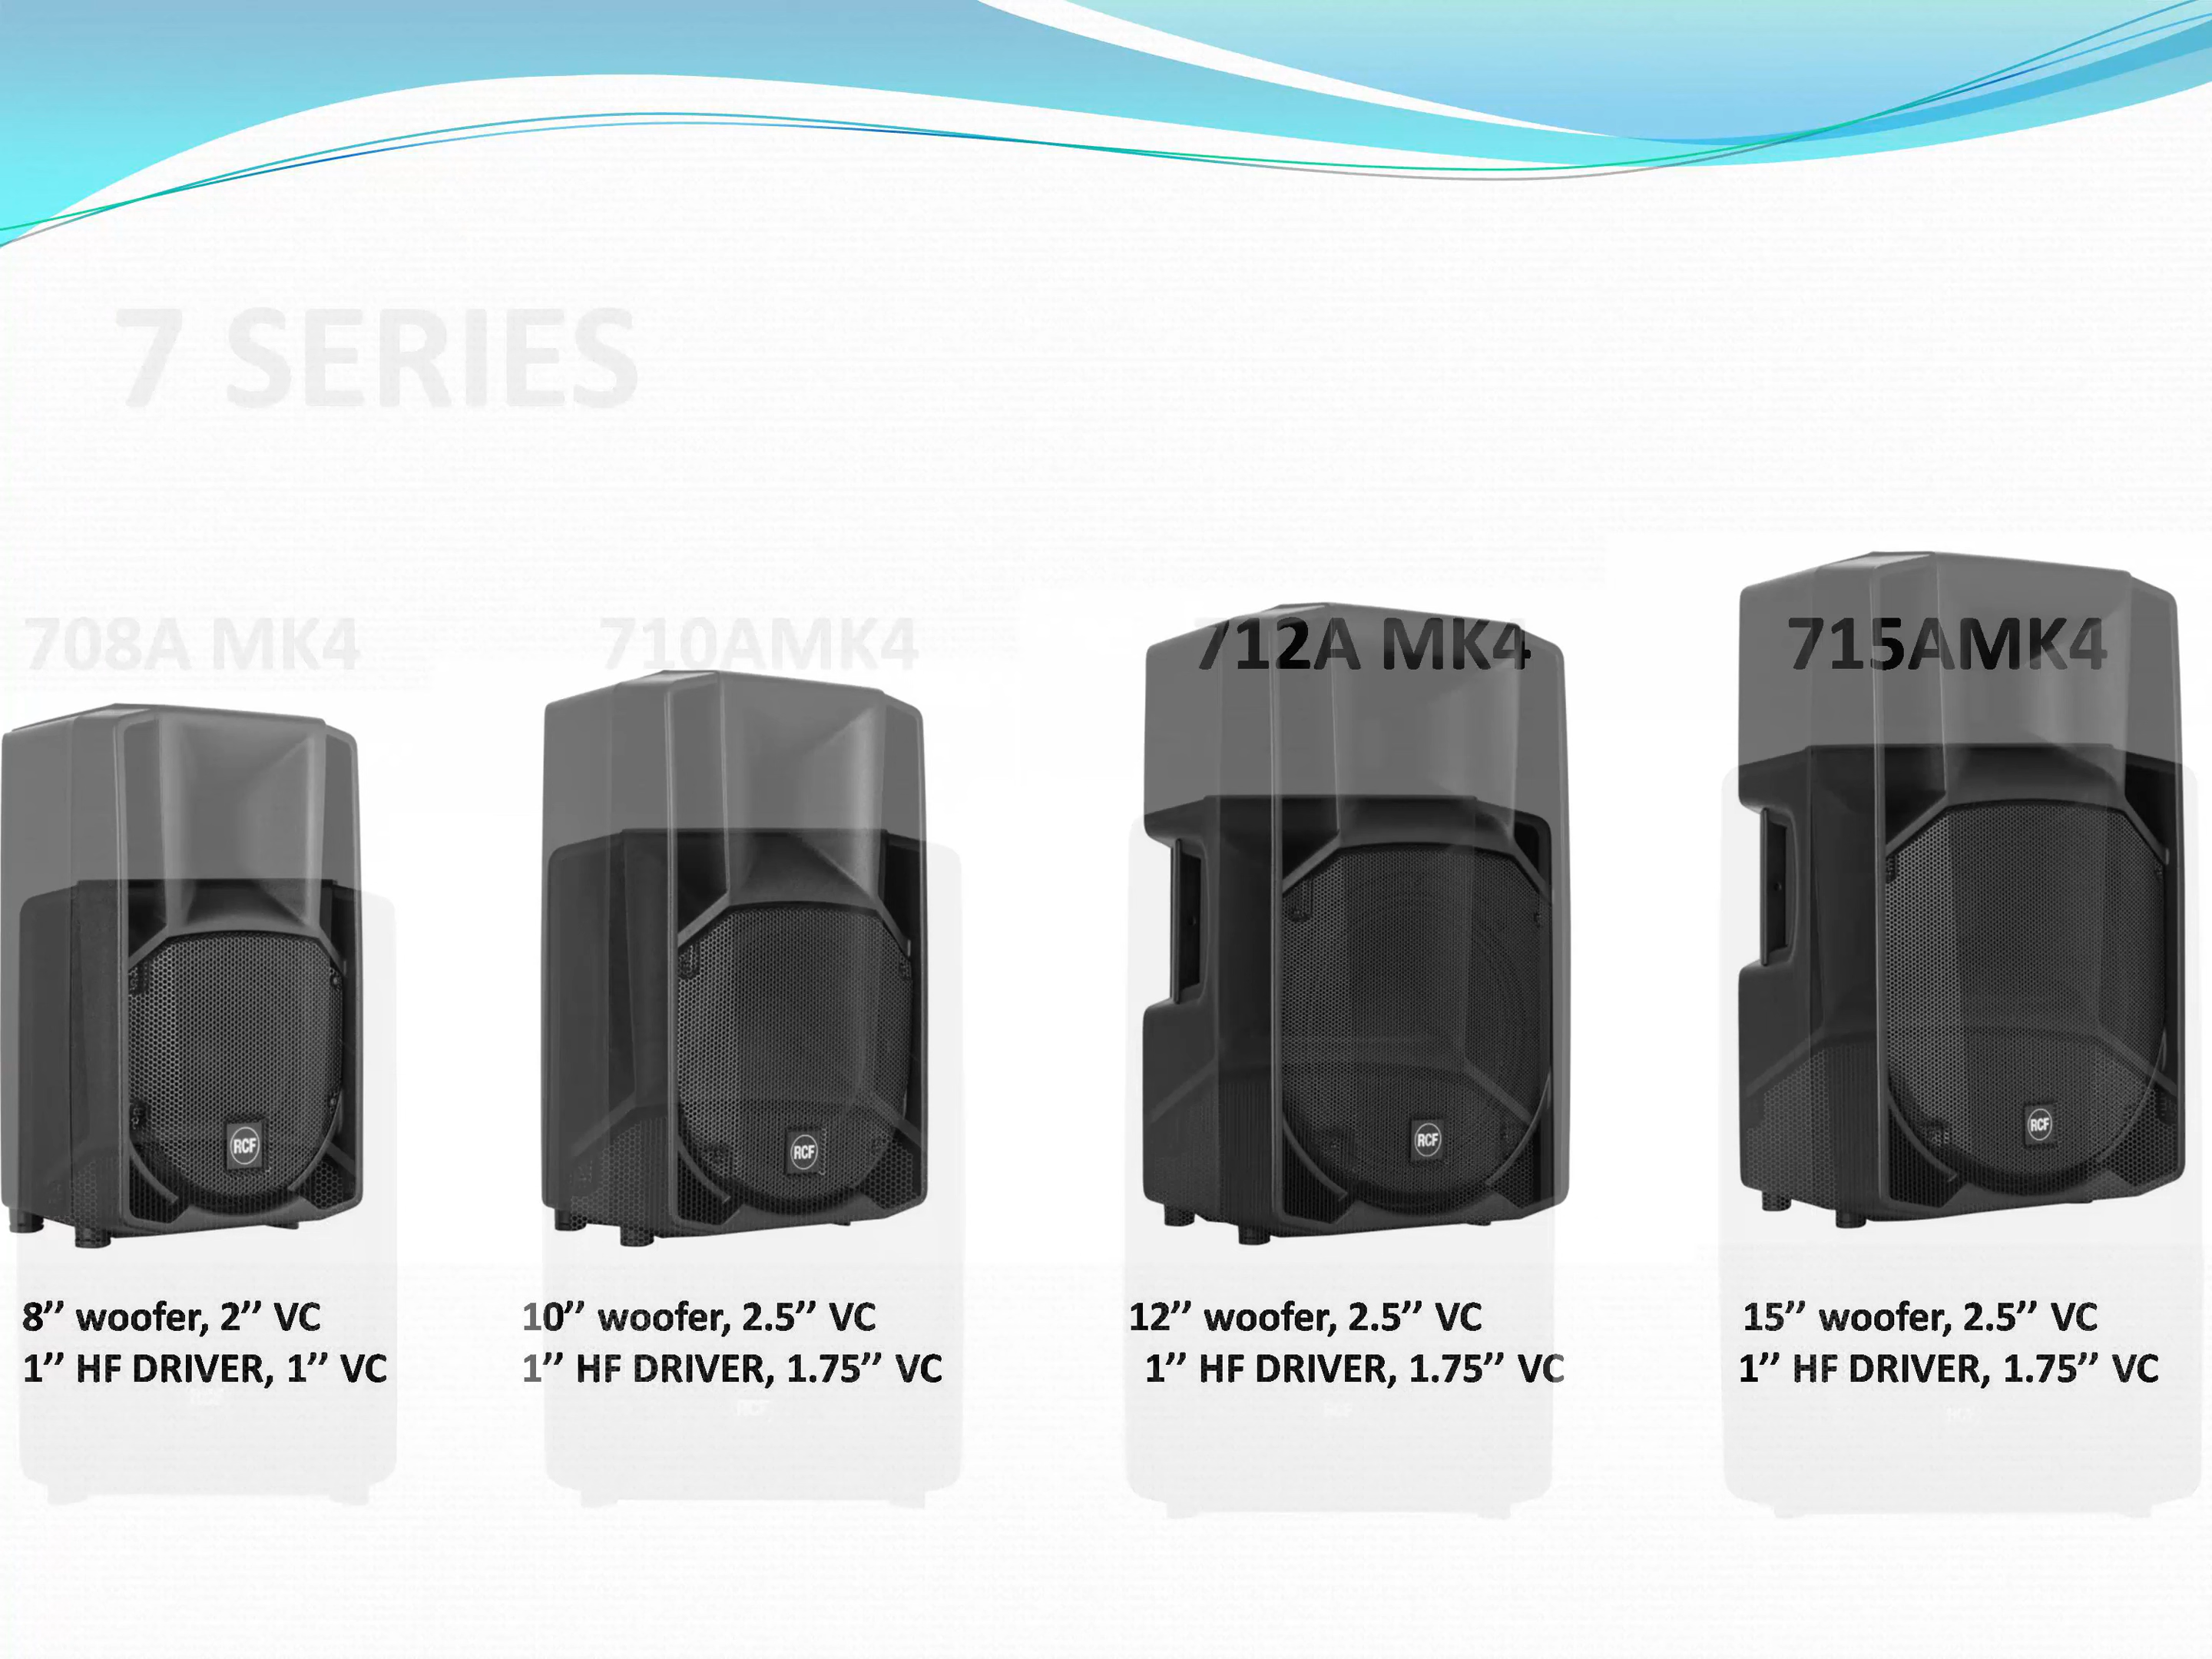 7 SERIES
708A MK4
710AMK4
712A MK4
715AMK4
RCF
RCF
RCF
RCF
8’’ woofer, 2’’ VC
1’’ HF DRIVER, 1’’ VC
10’’ woofer, 2.5’’ VC
1’’ HF DRIVER, 1.75’’ VC
12’’ woofer, 2.5’’ VC
1’’ HF DRIVER, 1.75’’ VC
15’’ woofer, 2.5’’ VC
1’’ HF DRIVER, 1.75’’ VC
RCF